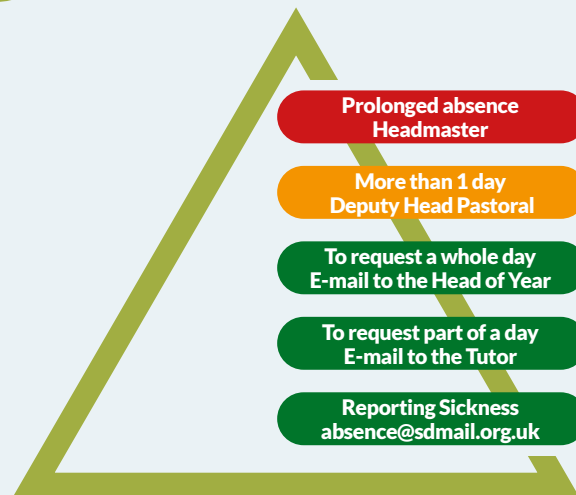 Prolonged absence
Headmaster
More than 1 day
Deputy Head Pastoral
To request a whole day
E-mail to the Head of Year
To request part of a day
E-mail to the Tutor
Reporting Sickness
absence@sdmail.org.uk